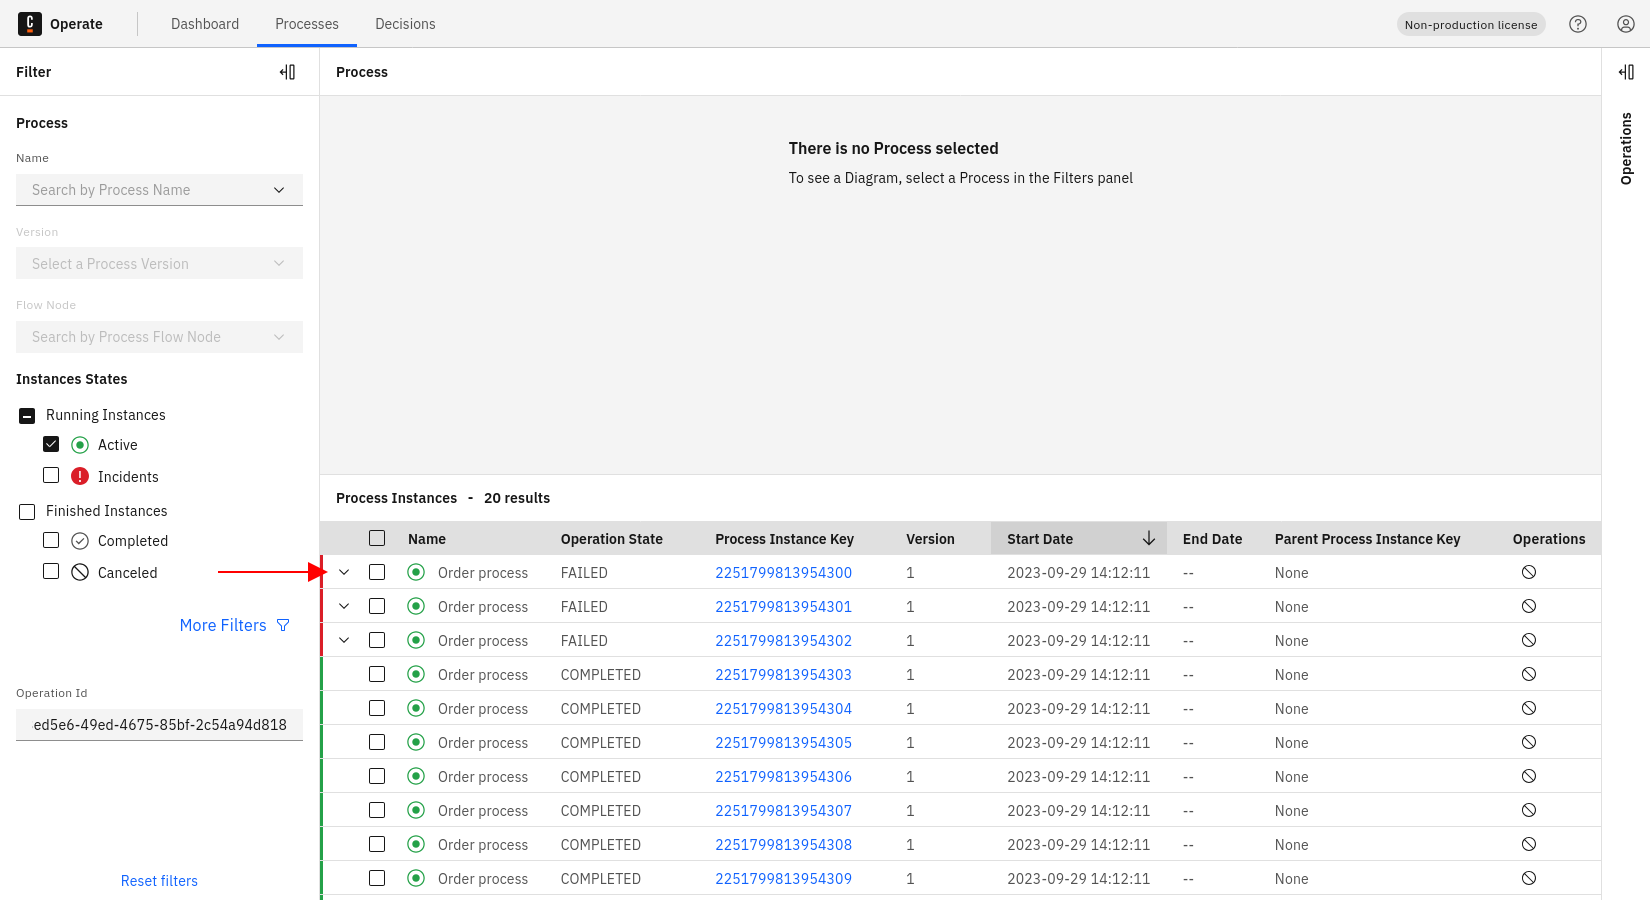 Operate Dashboard Processes Decisions Non-production license
Filter
Process
Name
Search by Process Name
Version
Select a Process Version
Flow Node
Search by Process Flow Node
Instances States
Running Instances
Active
Incidents
Finished Instances
Completed
Canceled
More Filters
Operation Id
ed5e6-49ed-4675-85bf-2c54a94d818
Reset filters
Process
There is no Process selected
To see a Diagram, select a Process in the Filters panel
Process Instances - 20 results
Name Operation State Process Instance Key Version Start Date End Date Parent Process Instance Key Operations
Order process FAILED 2251799813954300 1 2023-09-29 14:12:11 -- None
Order process FAILED 2251799813954301 1 2023-09-29 14:12:11 -- None
Order process FAILED 2251799813954302 1 2023-09-29 14:12:11 -- None
Order process COMPLETED 2251799813954303 1 2023-09-29 14:12:11 -- None
Order process COMPLETED 2251799813954304 1 2023-09-29 14:12:11 -- None
Order process COMPLETED 2251799813954305 1 2023-09-29 14:12:11 -- None
Order process COMPLETED 2251799813954306 1 2023-09-29 14:12:11 -- None
Order process COMPLETED 2251799813954307 1 2023-09-29 14:12:11 -- None
Order process COMPLETED 2251799813954308 1 2023-09-29 14:12:11 -- None
Order process COMPLETED 2251799813954309 1 2023-09-29 14:12:11 -- None
Operations